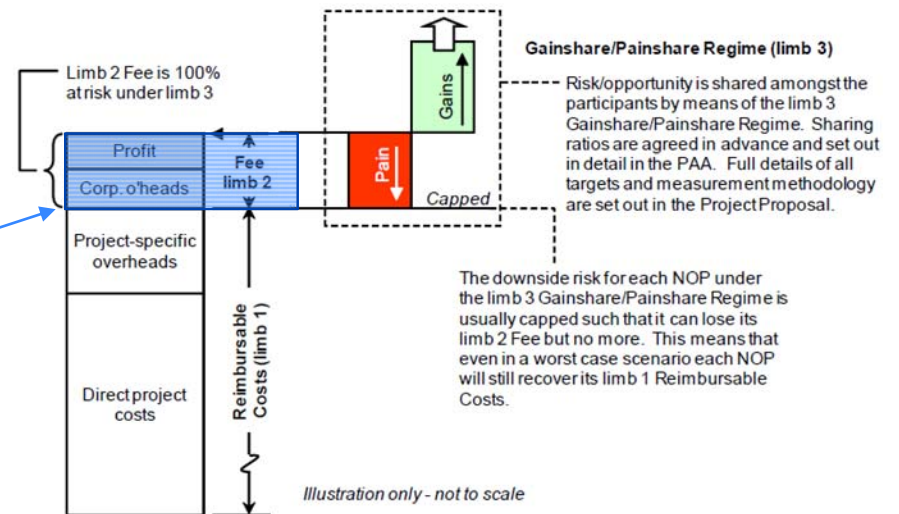 Limb 2 Fee is 100%
at risk under limb 3
Profit
Corp. o'heads
Fee
limb 2
Project-specific
overheads
Direct project
costs
Reimbursable
Costs (limb 1)
Pain
Gains
Capped
Gainshare/Painshare Regime (limb 3)
Risk/opportunity is shared amongst the
participants by means of the limb 3
Gainshare/Painshare Regime. Sharing
ratios are agreed in advance and set out
in detail in the PAA. Full details of all
targets and measurement methodology
are set out in the Project Proposal.
The downside risk for each NOP under
the limb 3 Gainshare/Painshare Regime is
usually capped such that it can lose its
limb 2 Fee but no more. This means that
even in a worst case scenario each NOP
will still recover its limb 1 Reimbursable
Costs.
Illustration only - not to scale